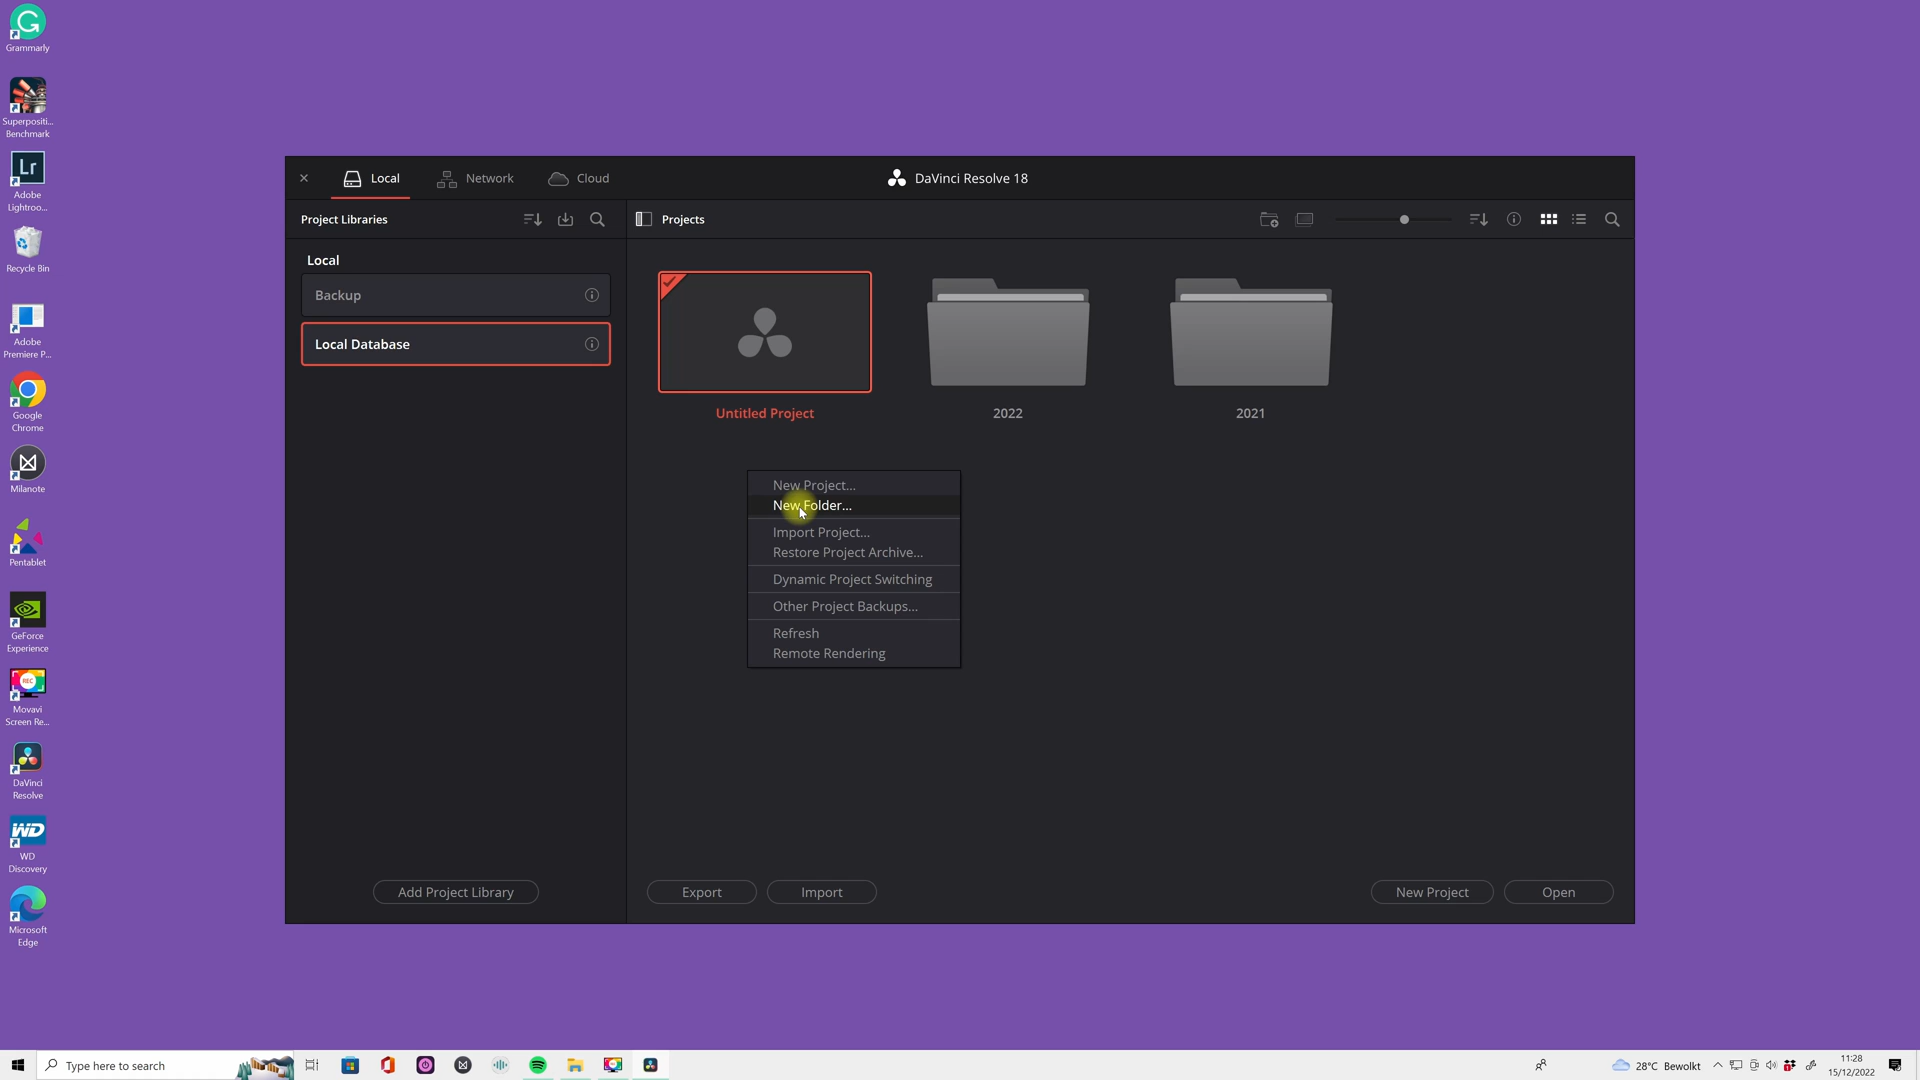 Grammarly
Superpositi...
Benchmark
Lr
Adobe
Lightroo...
Recycle Bin
Adobe
Premiere P...
Google
Chrome
Milanote
Pentablet
GeForce
Experience
REC
Movavi
Screen Re...
DaVinci
Resolve
WD
WD
Discovery
Microsoft
Edge
Local
Network
Cloud
DaVinci Resolve 18
Project Libraries
Projects
Local
Backup
Local Database
Untitled Project
2022
2021
New Project...
New Folder...
Import Project...
Restore Project Archive...
Dynamic Project Switching
Other Project Backups...
Refresh
Remote Rendering
Add Project Library
Export
Import
New Project
Open
Type here to search
28°C Bewolkt
11:28
15/12/2022